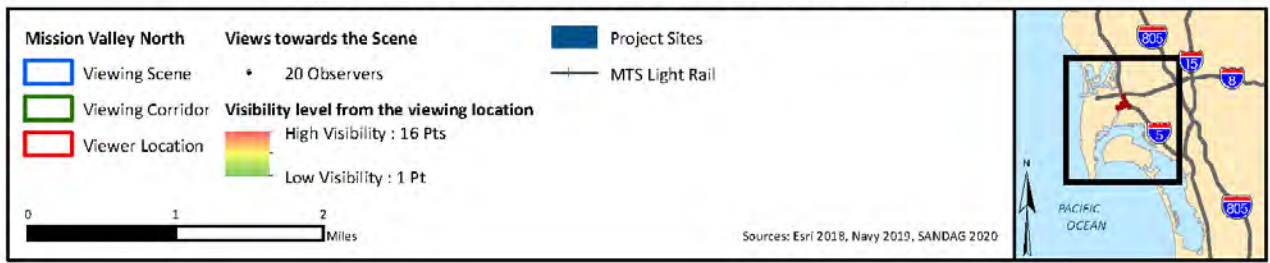 Mission Valley North
Viewing Scene
Viewing Corridor
Viewer Location
Views towards the Scene
20 Observers
Visibility level from the viewing location
High Visibility : 16 Pts
Low Visibility : 1 Pt
Project Sites
MTS Light Rail
0 1 2
Miles
Sources: Esri 2018, Navy 2019, SANDAG 2020
805
15
8
5
N
PACIFIC
OCEAN
805